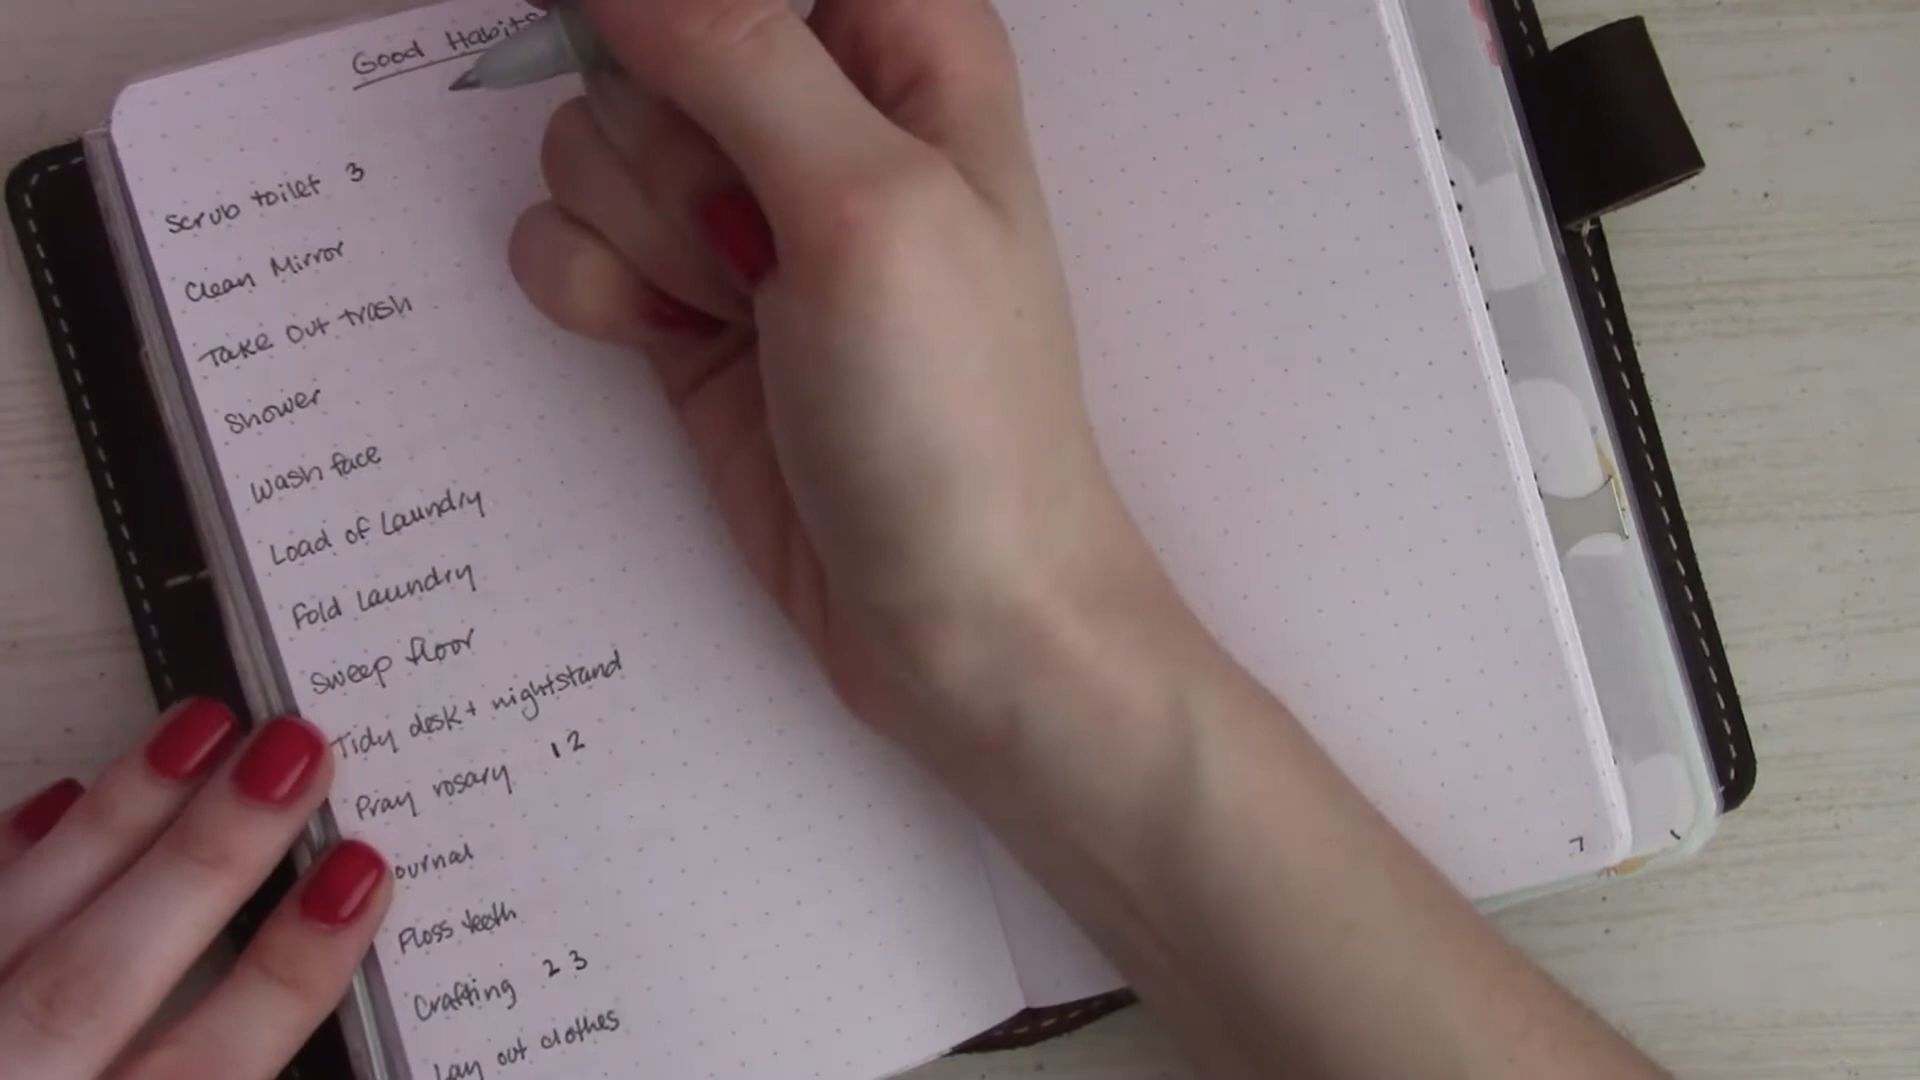 Good Habits
Scrub toilet 3
Clean Mirror
Take out trash
Shower
Wash face
Load of Laundry
Fold Laundry
Sweep floor
Tidy desk + nightstand
Pray rosary 1 2
ournal
Floss teeth
Crafting 2 3
Lay out clothes
7